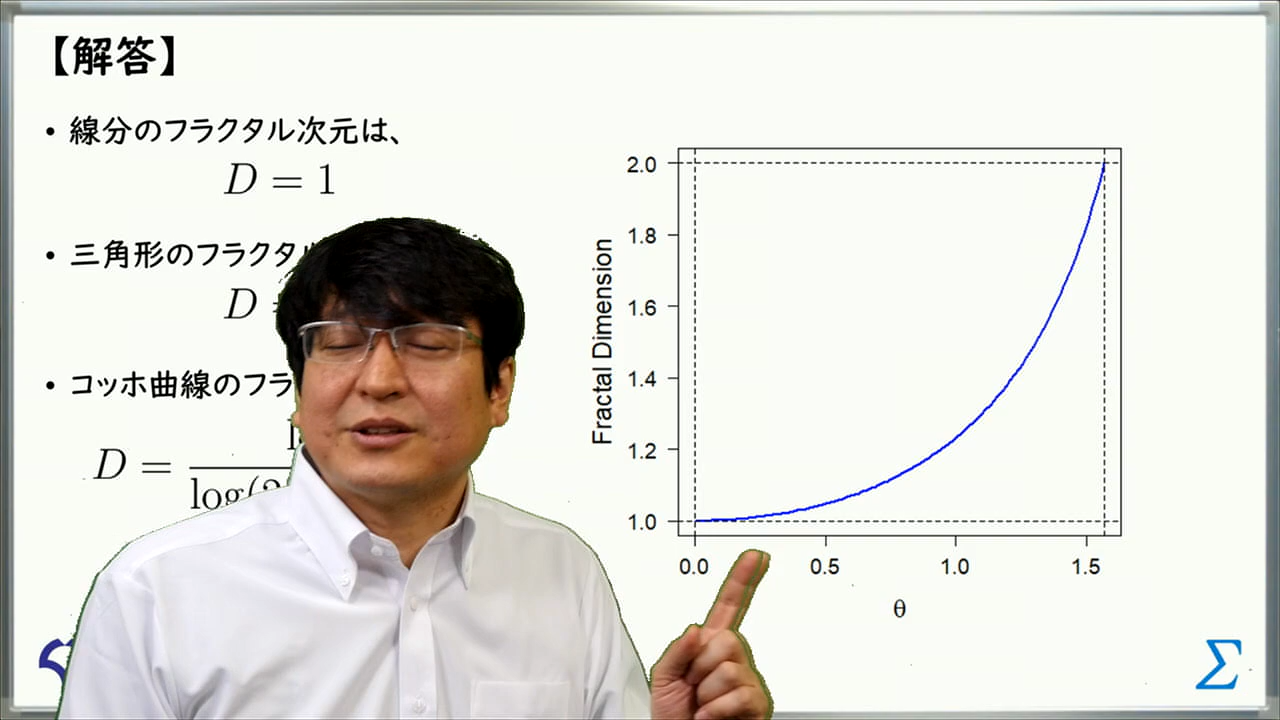 【解答】
• 線分のフラクタル次元は、
D = 1
• 三角形のフラクタ
D
• コッホ曲線のフラ
D =
log(2
2.0
1.8
1.6
1.4
1.2
1.0
Fractal Dimension
0.0 0.5 1.0 1.5
θ
Σ